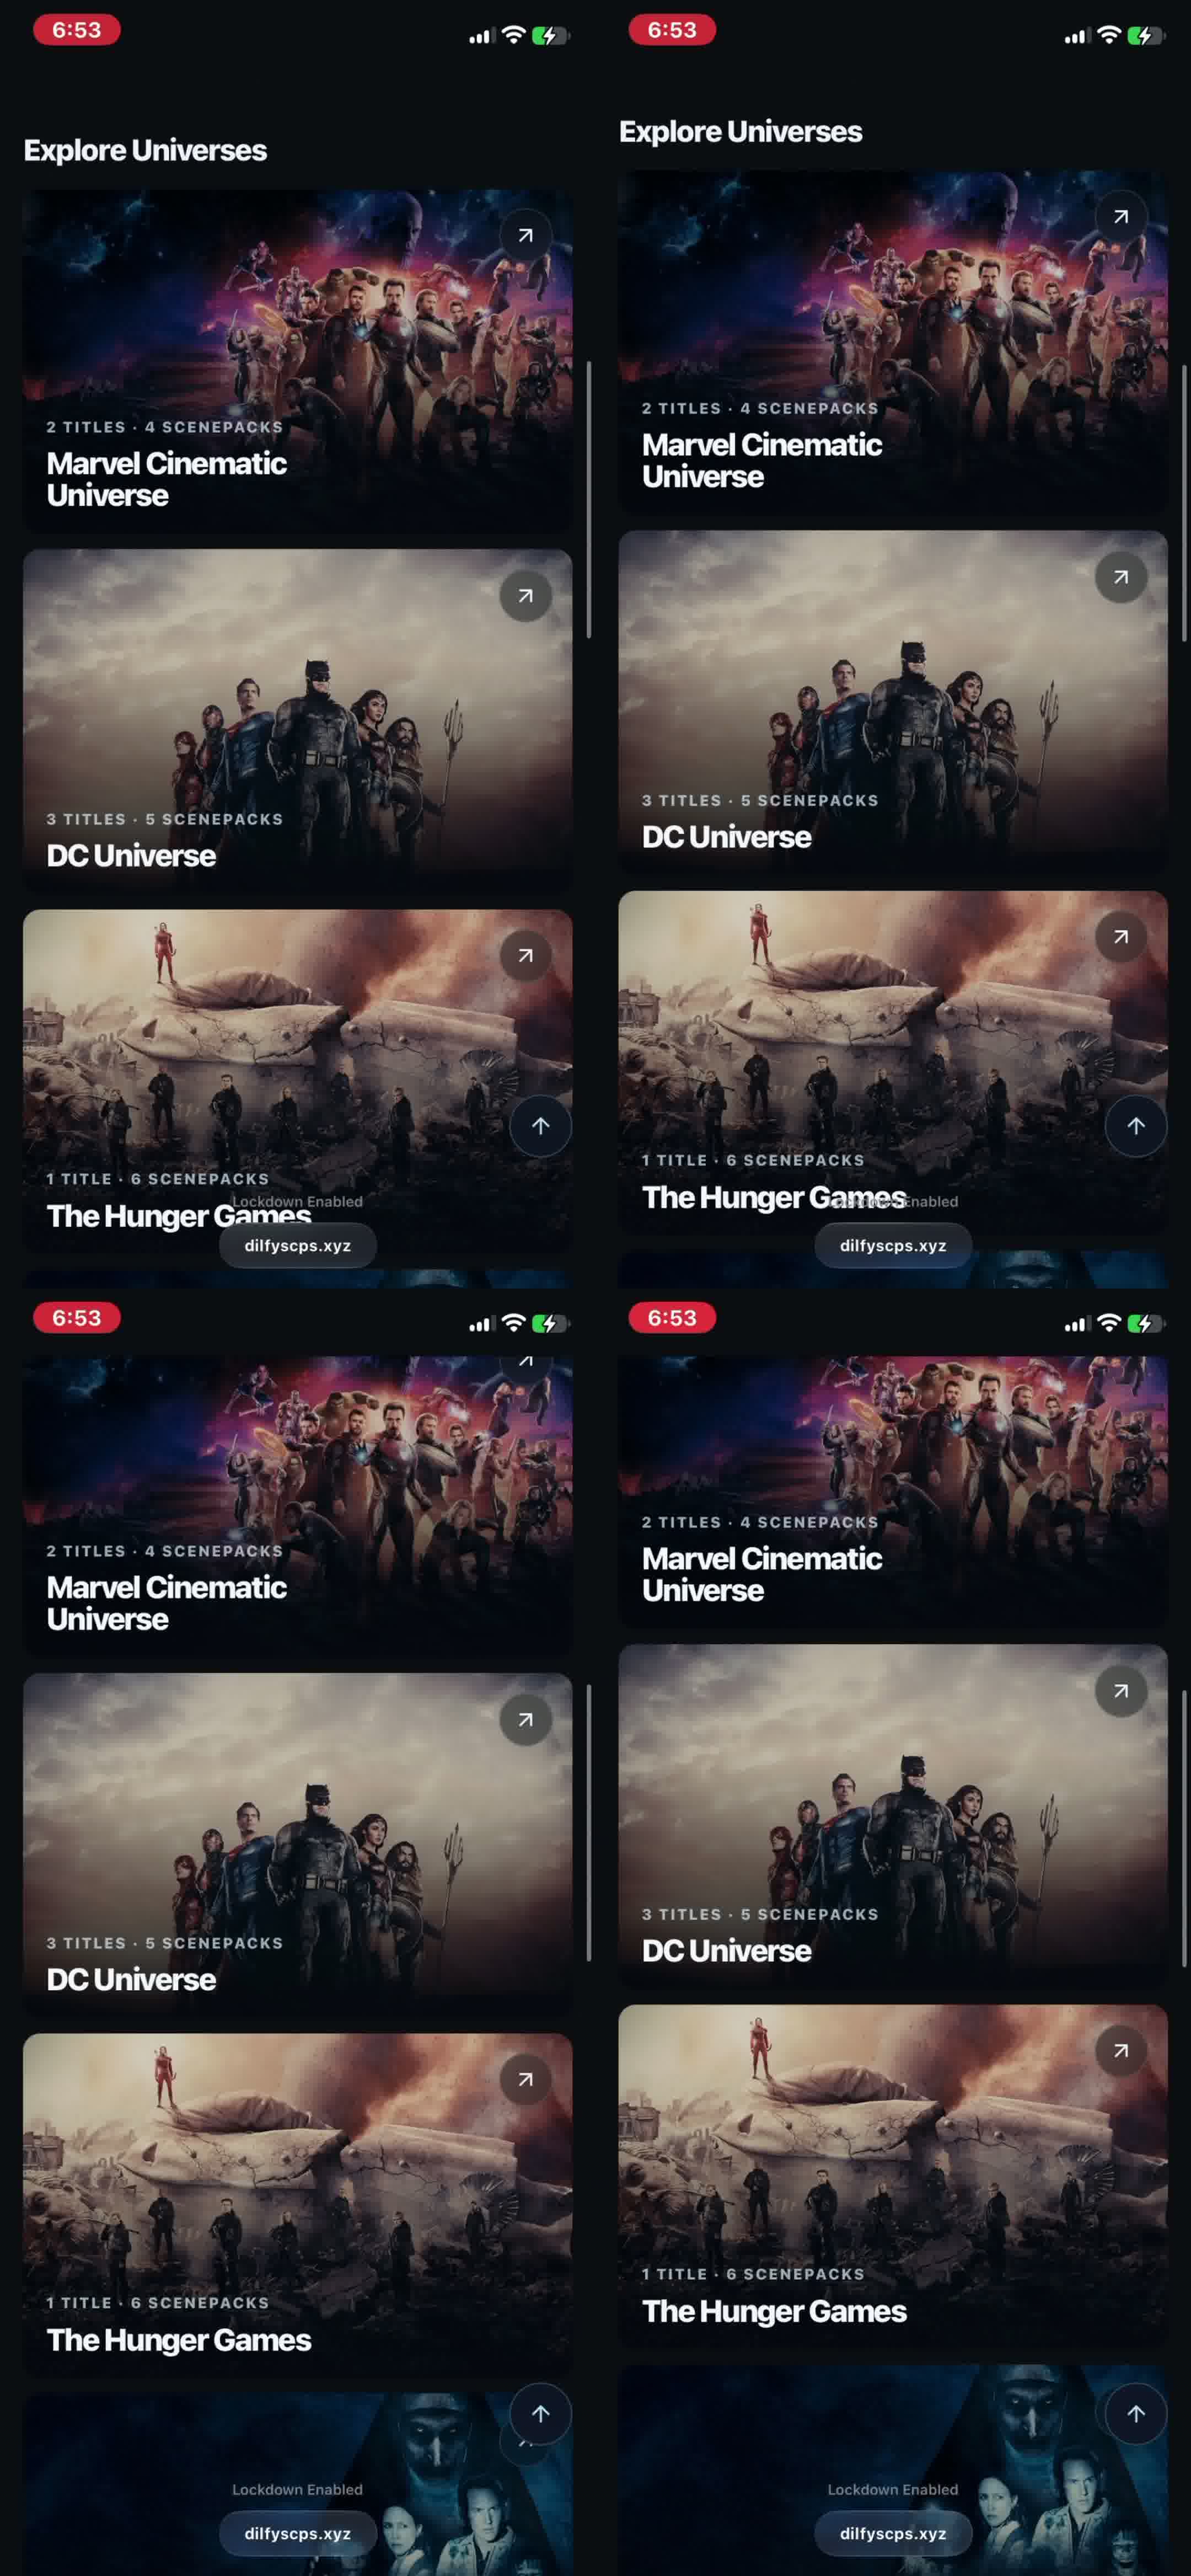 6:53
Explore Universes
2 TITLES · 4 SCENEPACKS
Marvel Cinematic
Universe
3 TITLES · 5 SCENEPACKS
DC Universe
1 TITLE · 6 SCENEPACKS
The Hunger Games
Lockdown Enabled
dilfyscps.xyz
6:53
Explore Universes
2 TITLES · 4 SCENEPACKS
Marvel Cinematic
Universe
3 TITLES · 5 SCENEPACKS
DC Universe
1 TITLE · 6 SCENEPACKS
The Hunger Games
Lockdown Enabled
dilfyscps.xyz
6:53
2 TITLES · 4 SCENEPACKS
Marvel Cinematic
Universe
3 TITLES · 5 SCENEPACKS
DC Universe
1 TITLE · 6 SCENEPACKS
The Hunger Games
Lockdown Enabled
dilfyscps.xyz
6:53
2 TITLES · 4 SCENEPACKS
Marvel Cinematic
Universe
3 TITLES · 5 SCENEPACKS
DC Universe
1 TITLE · 6 SCENEPACKS
The Hunger Games
Lockdown Enabled
dilfyscps.xyz